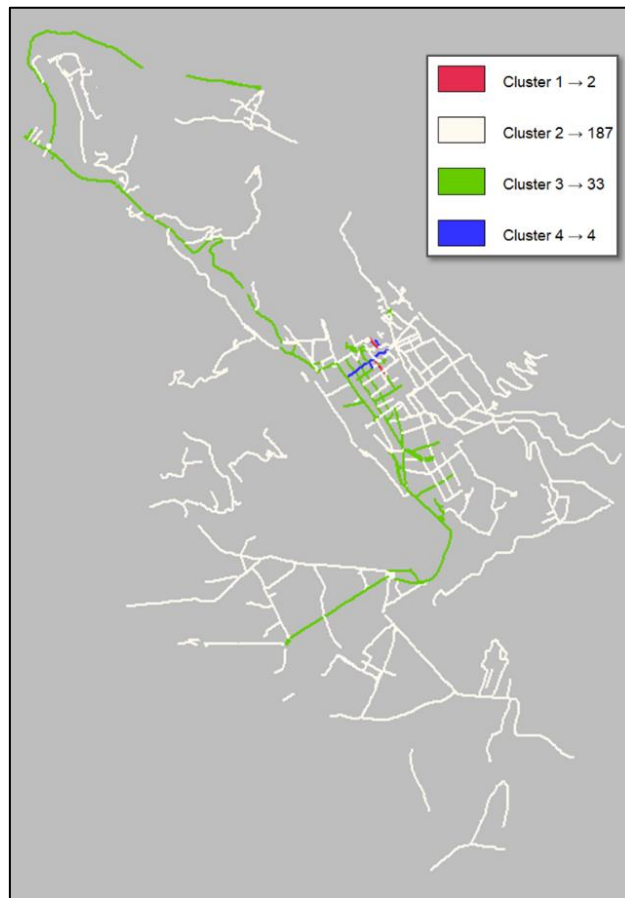 Cluster 1 → 2
Cluster 2 → 187
Cluster 3 → 33
Cluster 4 → 4